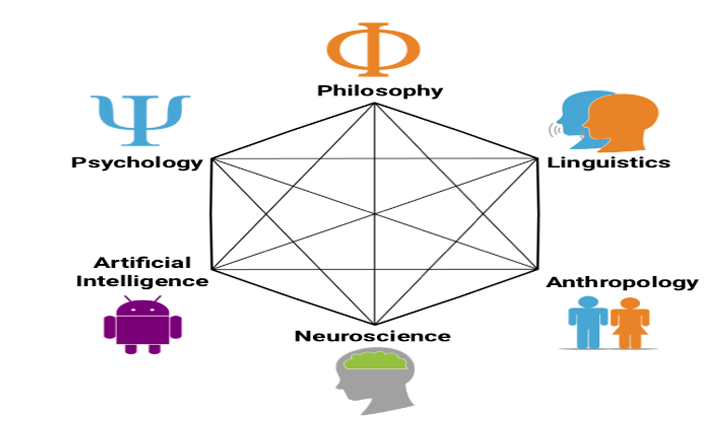 Φ
Philosophy
Ψ
Psychology
Linguistics
Artificial
Intelligence
Anthropology
Neuroscience